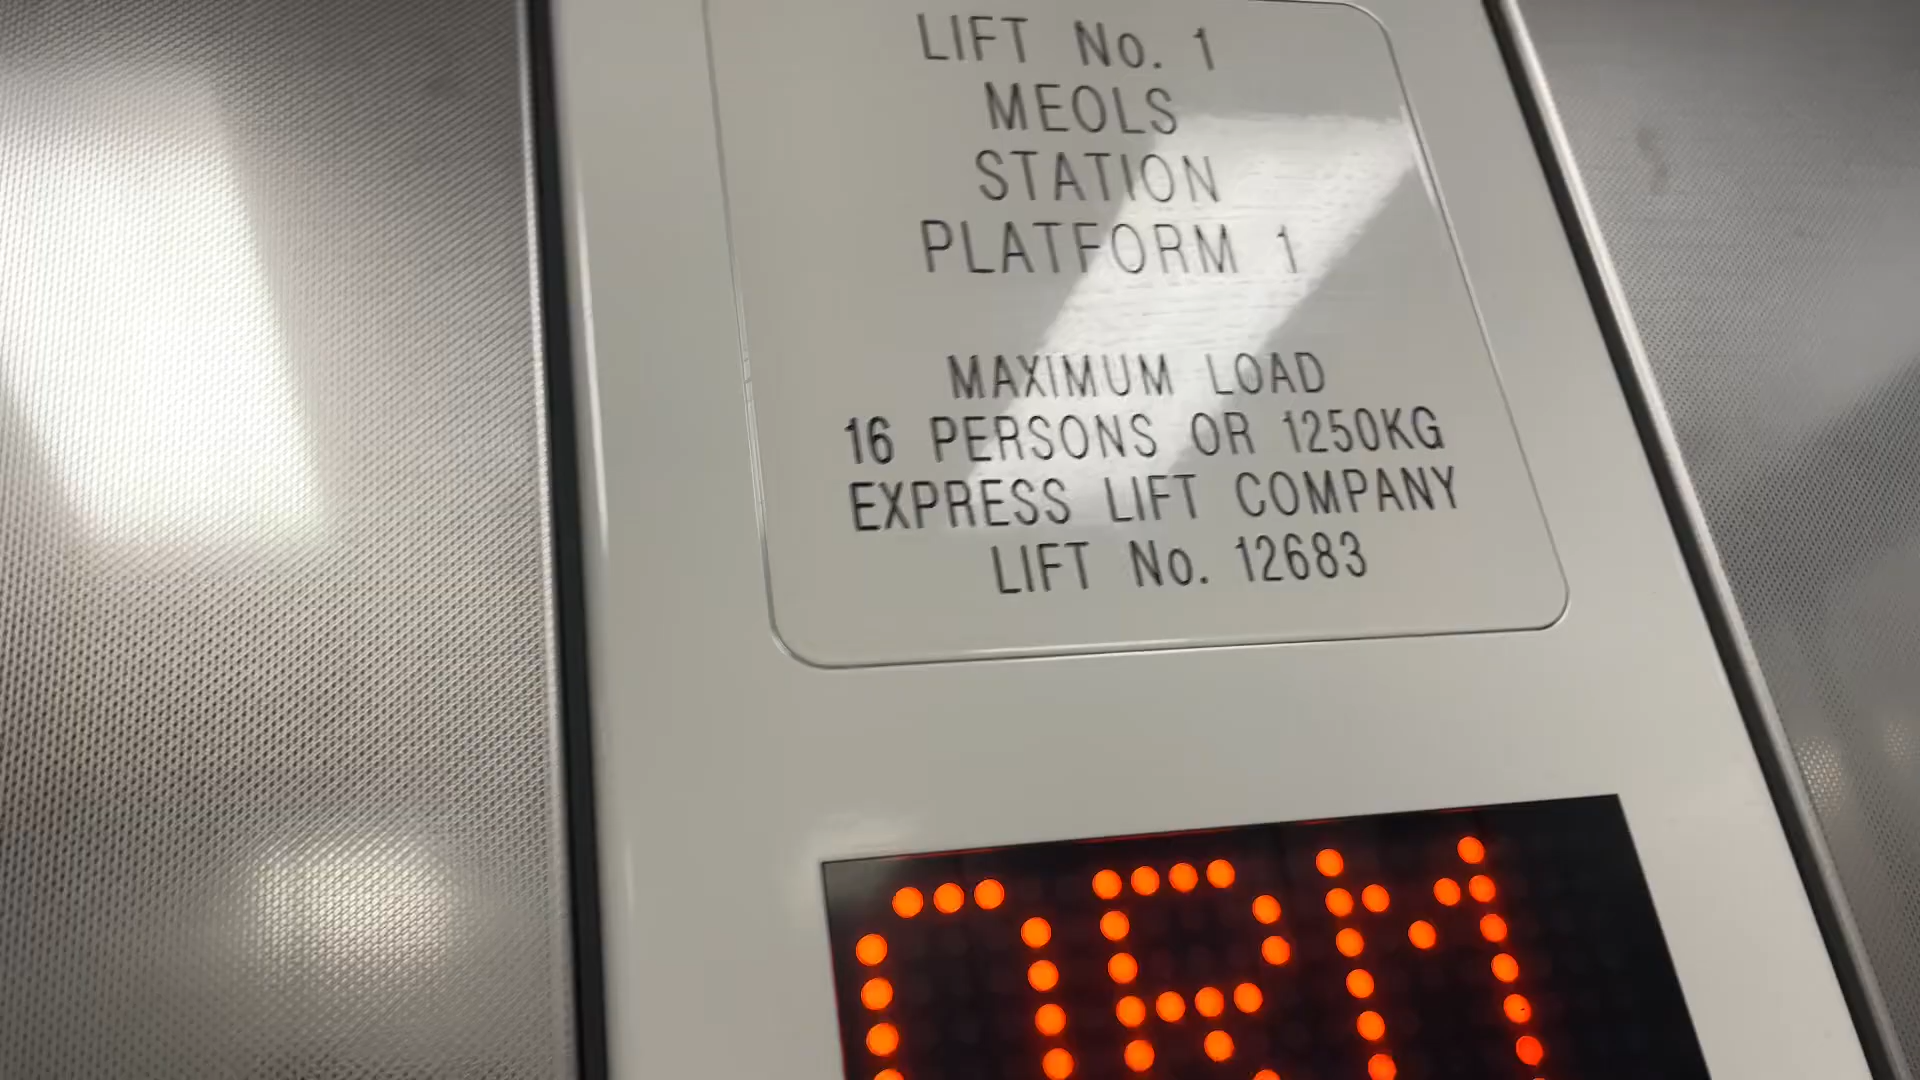 LIFT No. 1
MEOLS
STATION
PLATFORM 1
MAXIMUM LOAD
16 PERSONS OR 1250KG
EXPRESS LIFT COMPANY
LIFT No. 12683
ORM